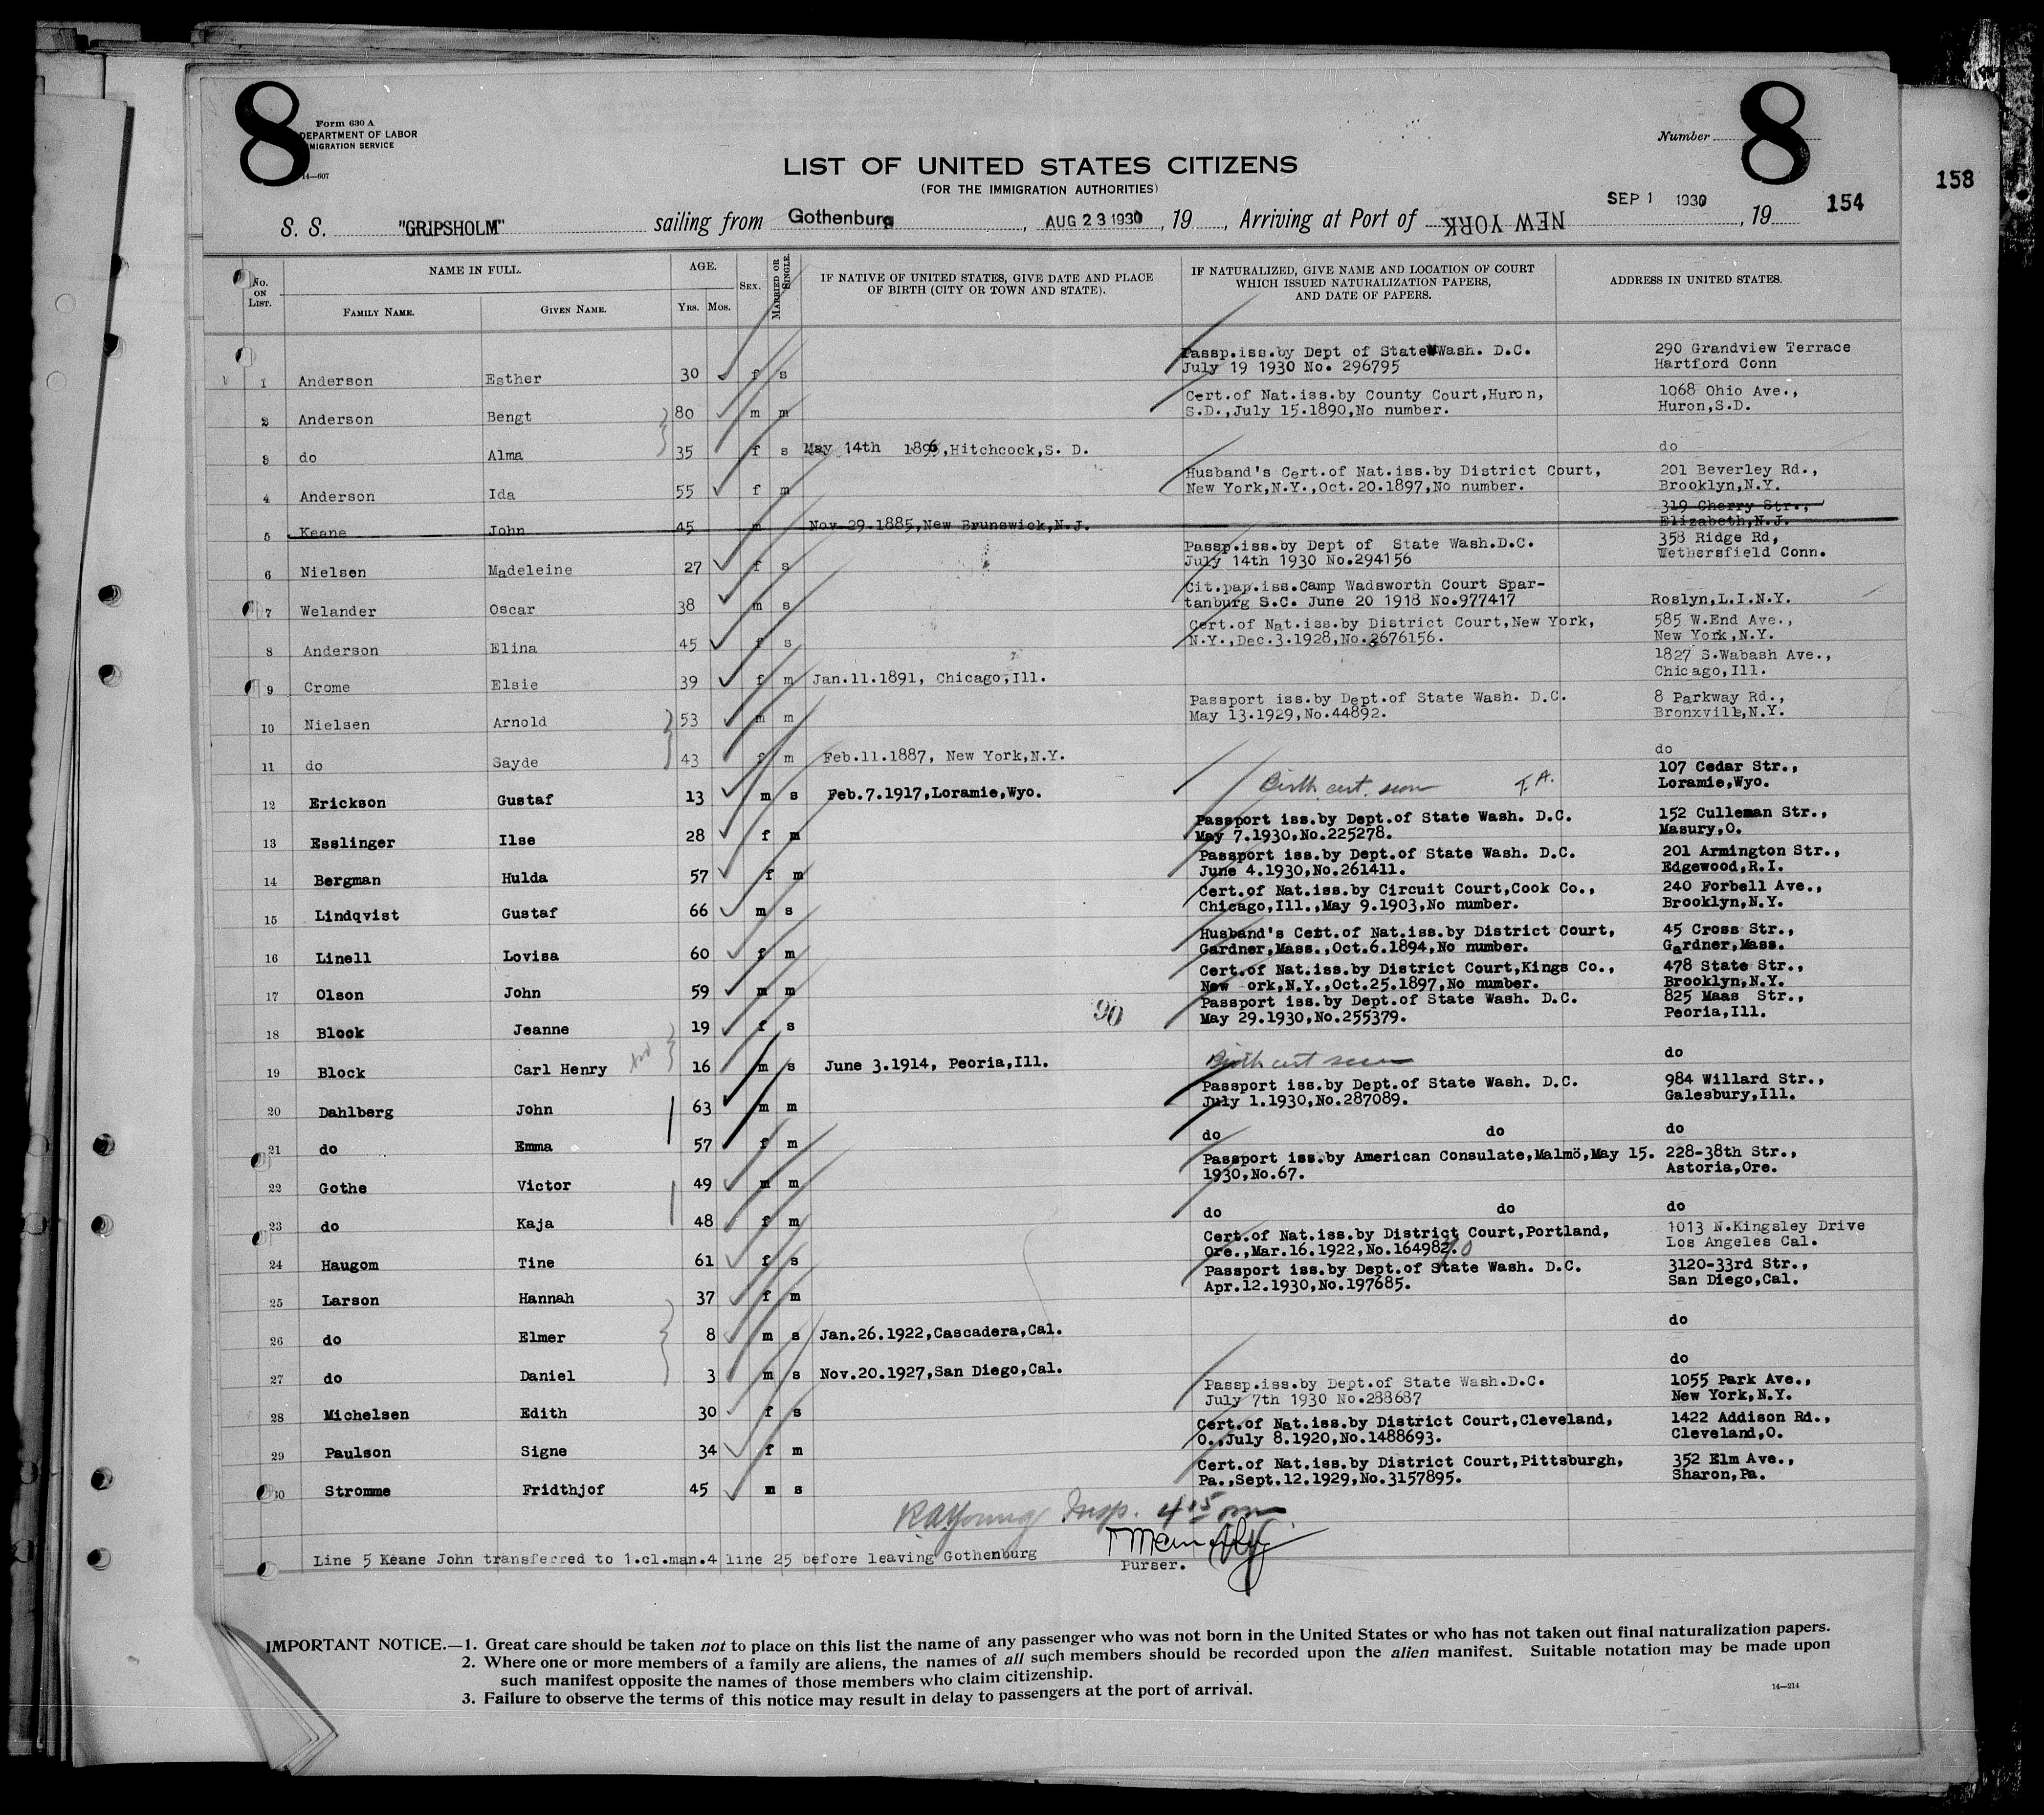 8
Form 630 A
DEPARTMENT OF LABOR
IMMIGRATION SERVICE
14—607
Number 8
158
LIST OF UNITED STATES CITIZENS
(FOR THE IMMIGRATION AUTHORITIES)
154
S. S. "GRIPSHOLM" sailing from Gothenburg, AUG 23 1930, 19, Arriving at Port of NEW YORK SEP 1 1930, 19
No. ON LIST. NAME IN FULL. AGE. SEX. MARRIED OR SINGLE. IF NATIVE OF UNITED STATES, GIVE DATE AND PLACE OF BIRTH (CITY OR TOWN AND STATE). IF NATURALIZED, GIVE NAME AND LOCATION OF COURT WHICH ISSUED NATURALIZATION PAPERS, AND DATE OF PAPERS. ADDRESS IN UNITED STATES.
FAMILY NAME. GIVEN NAME. YRS. MOS.
1 Anderson Esther 30 f s Passp.iss.by Dept of State Wash. D.C. July 19 1930 No. 296795 290 Grandview Terrace Hartford Conn
2 Anderson Bengt 80 m m Cert.of Nat.iss.by County Court,Huron, S.D.,July 15.1890,No number. 1068 Ohio Ave., Huron,S.D.
3 do Alma 35 f s May 14th 1896,Hitchcock,S. D. do
4 Anderson Ida 55 f m Husband's Cert.of Nat.iss.by District Court, New York,N.Y.,Oct.20.1897,No number. 201 Beverley Rd., Brooklyn,N.Y.
5 Keane John 45 m Nov-29-1885,New Brunswick,N.J. 319 Cherry Str., Elizabeth,N.J.
6 Nielsen Madeleine 27 f s Passp.iss.by Dept of State Wash.D.C. July 14th 1930 No.294156 358 Ridge Rd, Wethersfield Conn.
7 Welander Oscar 38 m s Cit.pap.iss.Camp Wadsworth Court Spar- tanburg S.C. June 20 1918 No.977417 Roslyn,L.I.N.Y.
8 Anderson Elina 45 f s Cert.of Nat.iss.by District Court,New York, N.Y.,Dec.3.1928,No.2676156. 585 W.End Ave., New York,N.Y.
9 Crome Elsie 39 f m Jan.11.1891, Chicago,Ill. 1827 S.Wabash Ave., Chicago,Ill.
10 Nielsen Arnold 53 m m Passport iss.by Dept.of State Wash. D.C. May 13.1929,No.44892. 8 Parkway Rd., Bronxville,N.Y.
11 do Sayde 43 f m Feb.11.1887, New York,N.Y. do
12 Erickson Gustaf 13 m s Feb.7.1917,Loramie,Wyo. Birth cert. seen F.A. 107 Cedar Str., Loramie,Wyo.
13 Esslinger Ilse 28 f m Passport iss.by Dept.of State Wash. D.C. May 7.1930,No.225278. 152 Culleman Str., Masury,O.
14 Bergman Hulda 57 f m Passport iss.by Dept.of State Wash. D.C. June 4.1930,No.261411. 201 Armington Str., Edgewood,R.I.
15 Lindqvist Gustaf 66 m s Cert.of Nat.iss.by Circuit Court,Cook Co., Chicago,Ill.,May 9.1903,No number. 240 Forbell Ave., Brooklyn,N.Y.
16 Linell Lovisa 60 f m Husband's Cert.of Nat.iss.by District Court, Gardner,Mass.,Oct.6.1894,No number. 45 Cross Str., Gardner,Mass.
17 Olson John 59 m m Cert.of Nat.iss.by District Court,Kings Co., New ork,N.Y.,Oct.25.1897,No number. 478 State Str., Brooklyn,N.Y.
18 Block Jeanne 19 f s 90 Passport iss.by Dept.of State Wash. D.C. May 29.1930,No.255379. 825 Maas Str., Peoria,Ill.
19 Block Carl Henry 16 m s June 3.1914, Peoria,Ill. Birth cert seen do
20 Dahlberg John 63 m m Passport iss.by Dept.of State Wash. D.C. July 1.1930,No.287089. 984 Willard Str., Galesbury,Ill.
21 do Emma 57 f m do do do
22 Gothe Victor 49 m m Passport iss.by American Consulate,Malmö,May 15. 1930,No.67. 228-38th Str., Astoria,Ore.
23 do Kaja 48 f m do do do
24 Haugom Tine 61 f s Cert.of Nat.iss.by District Court,Portland, Ore.,Mar.16.1922,No.164982. 1013 N.Kingsley Drive Los Angeles Cal.
25 Larson Hannah 37 f m Passport iss.by Dept.of State Wash. D.C. Apr.12.1930,No.197685. 3120-33rd Str., San Diego,Cal.
26 do Elmer 8 m s Jan.26.1922,Cascadera,Cal. do
27 do Daniel 3 m s Nov.20.1927,San Diego,Cal. do
28 Michelsen Edith 30 f s Passp.iss.by Dept.of State Wash.D.C. July 7th 1930 No.288687 1055 Park Ave., New York,N.Y.
29 Paulson Signe 34 f m Cert.of Nat.iss.by District Court,Cleveland, O.,July 8.1920,No.1488693. 1422 Addison Rd., Cleveland,O.
30 Stromme Fridthjof 45 m s Cert.of Nat.iss.by District Court,Pittsburgh, Pa.,Sept.12.1929,No.3157895. 352 Elm Ave., Sharon,Pa.
RAYoung Insp. 4 15 pm
Line 5 Keane John transferred to 1.cl.man.4 line 25 before leaving Gothenburg
Purser.
IMPORTANT NOTICE.—1. Great care should be taken not to place on this list the name of any passenger who was not born in the United States or who has not taken out final naturalization papers.
2. Where one or more members of a family are aliens, the names of all such members should be recorded upon the alien manifest. Suitable notation may be made upon
such manifest opposite the names of those members who claim citizenship.
3. Failure to observe the terms of this notice may result in delay to passengers at the port of arrival.
14—214